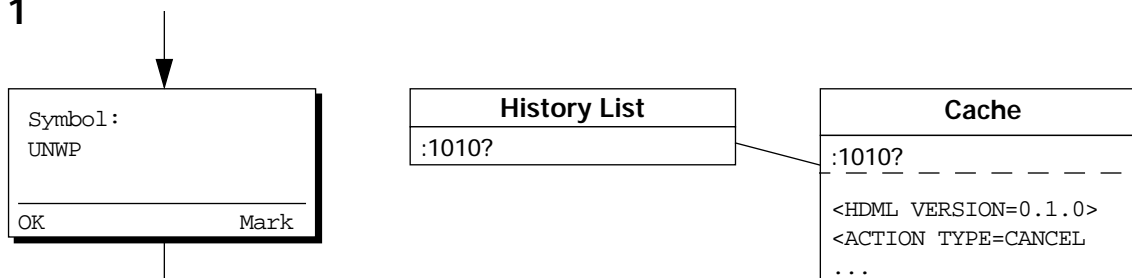 1
Symbol:
UNWP
OK Mark
History List
:1010?
Cache
:1010?
<HDML VERSION=0.1.0>
<ACTION TYPE=CANCEL
...